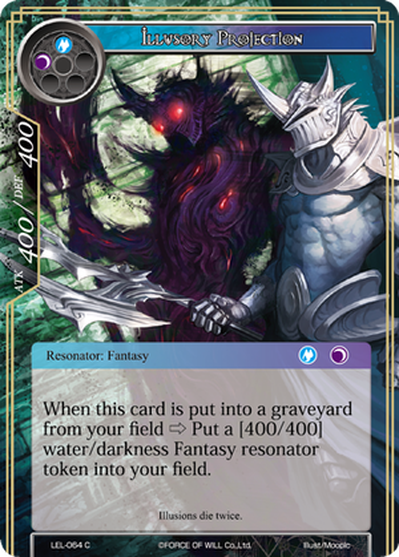 Illusory Projection
ATK 400 / DEF 400
Resonator: Fantasy
When this card is put into a graveyard
from your field ⇨ Put a [400/400]
water/darkness Fantasy resonator
token into your field.
Illusions die twice.
LEL-064 C ©FORCE OF WILL Co.,Ltd. Illust/Moopic